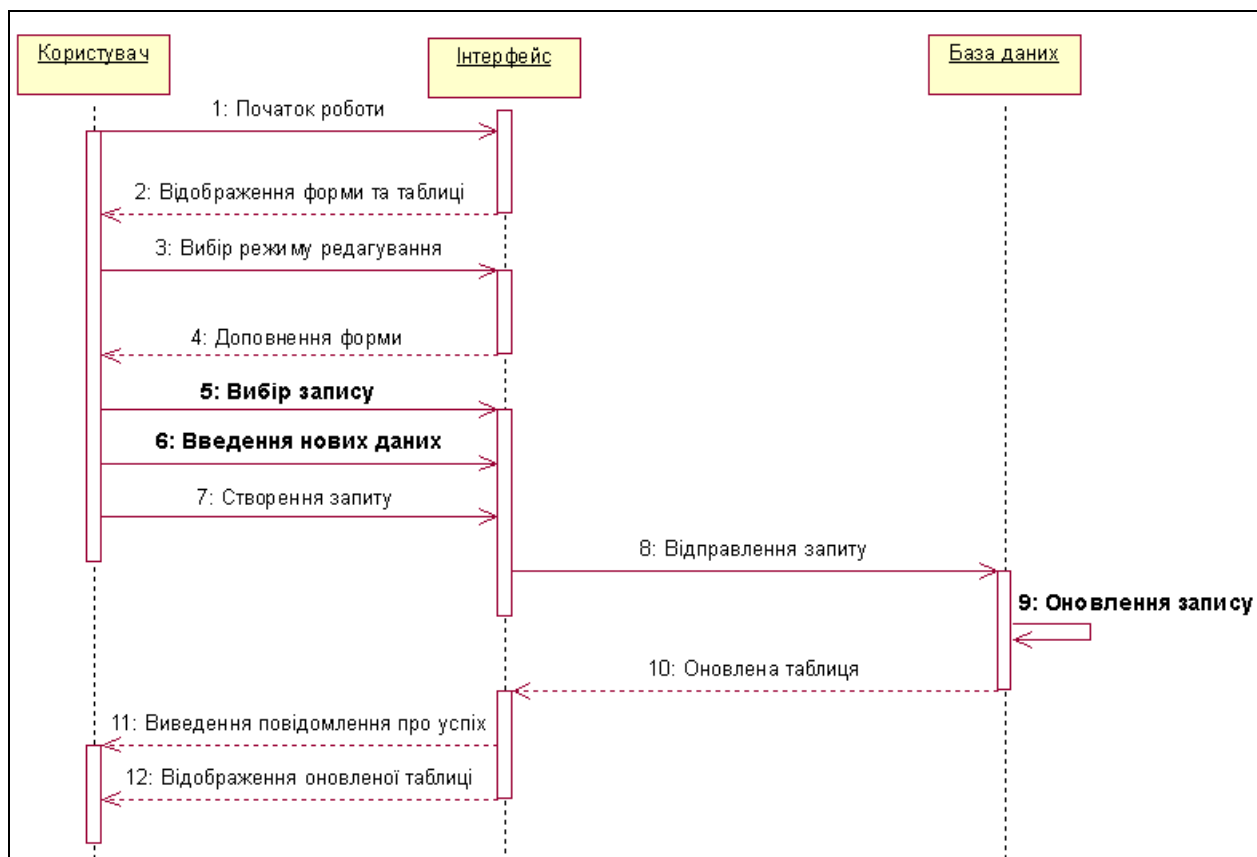 Користувач
Інтерфейс
База даних
1: Початок роботи
2: Відображення форми та таблиці
3: Вибір режиму редагування
4: Доповнення форми
5: Вибір запису
6: Введення нових даних
7: Створення запиту
8: Відправлення запиту
9: Оновлення запису
10: Оновлена таблиця
11: Виведення повідомлення про успіх
12: Відображення оновленої таблиці